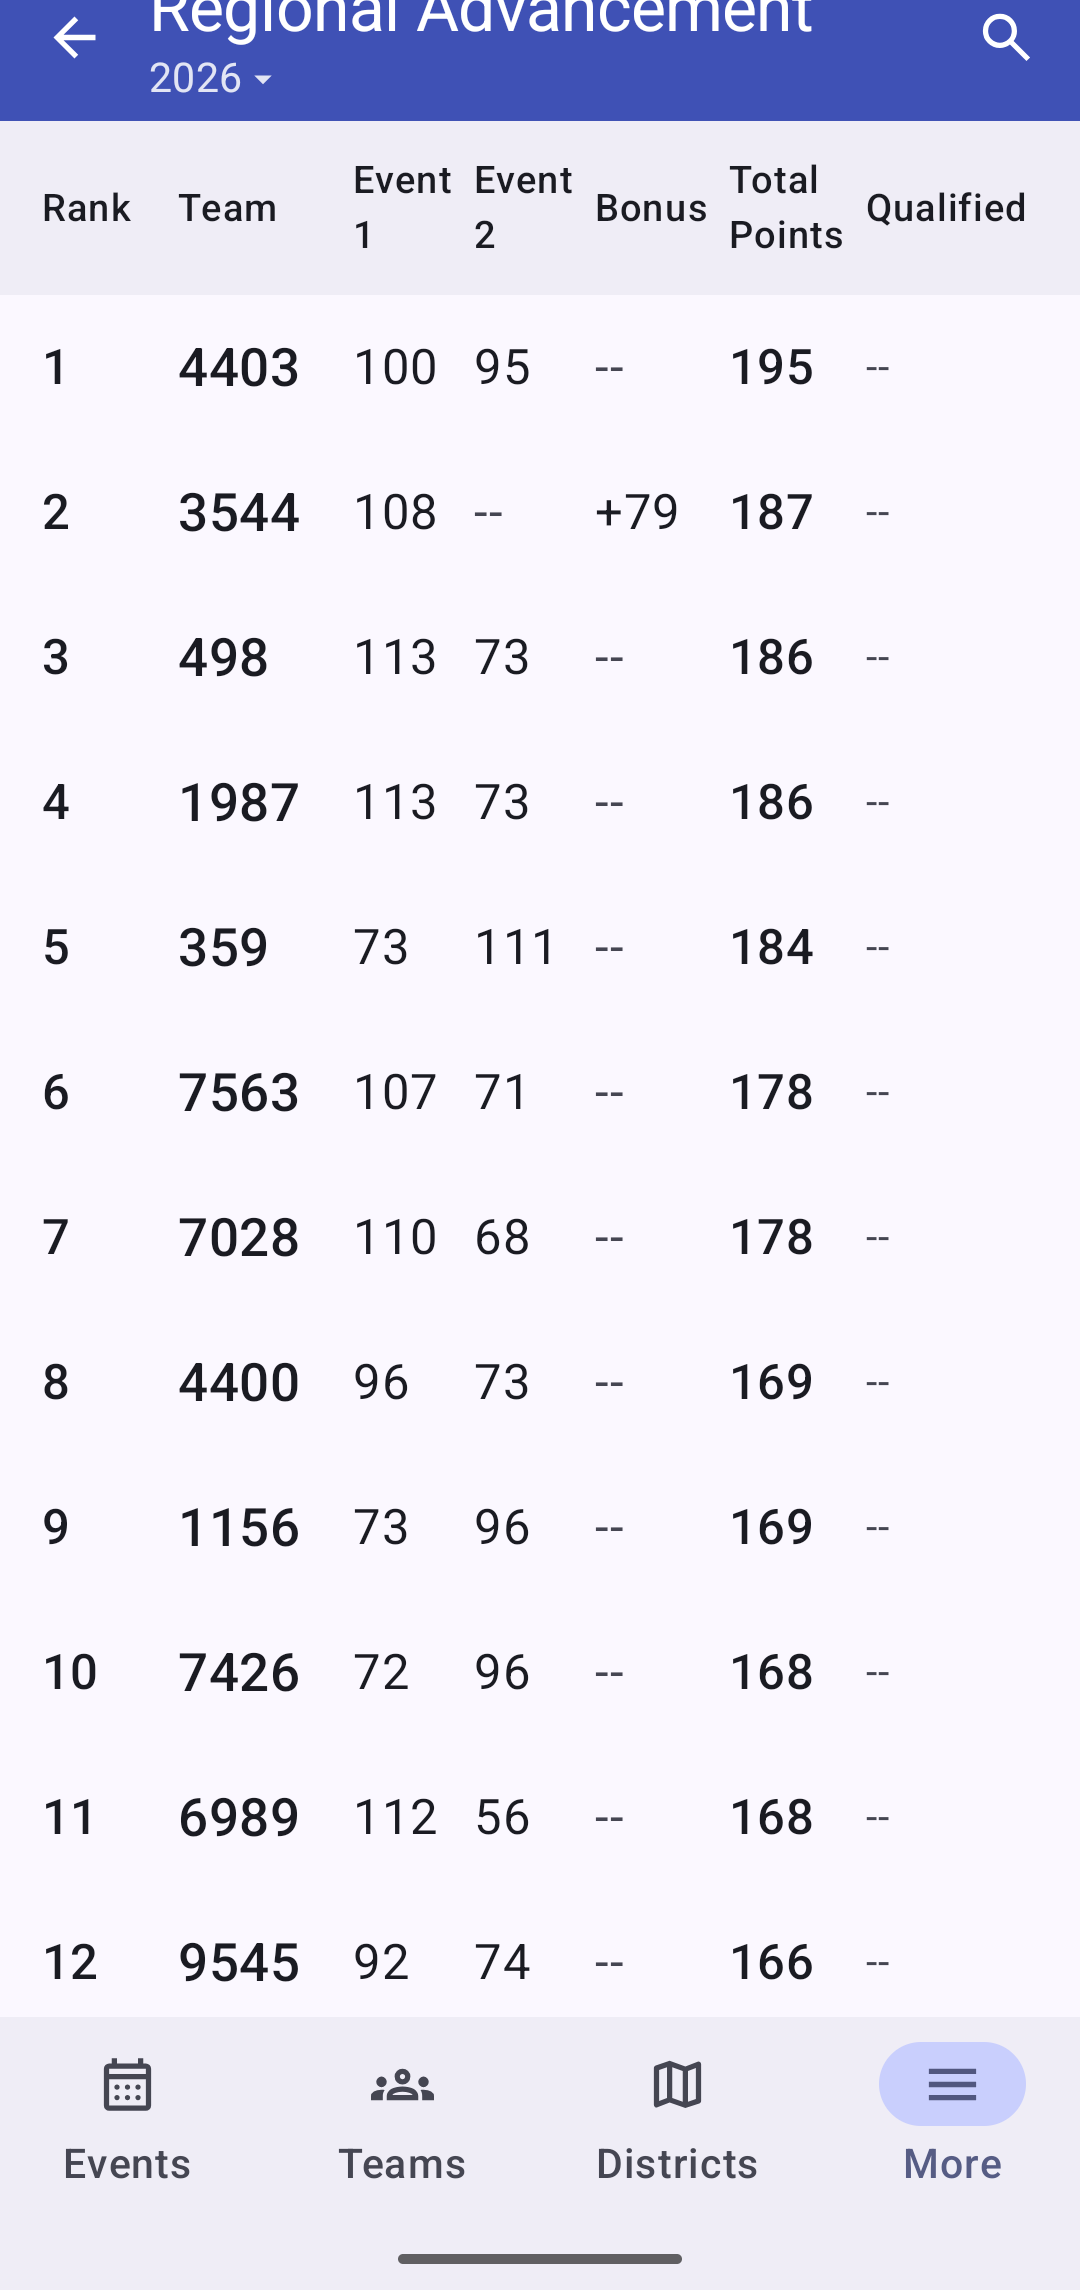 Regional Advancement
2026
Rank Team Event 1 Event 2 Bonus Total Points Qualified
1 4403 100 95 -- 195 --
2 3544 108 -- +79 187 --
3 498 113 73 -- 186 --
4 1987 113 73 -- 186 --
5 359 73 111 -- 184 --
6 7563 107 71 -- 178 --
7 7028 110 68 -- 178 --
8 4400 96 73 -- 169 --
9 1156 73 96 -- 169 --
10 7426 72 96 -- 168 --
11 6989 112 56 -- 168 --
12 9545 92 74 -- 166 --
Events Teams Districts More